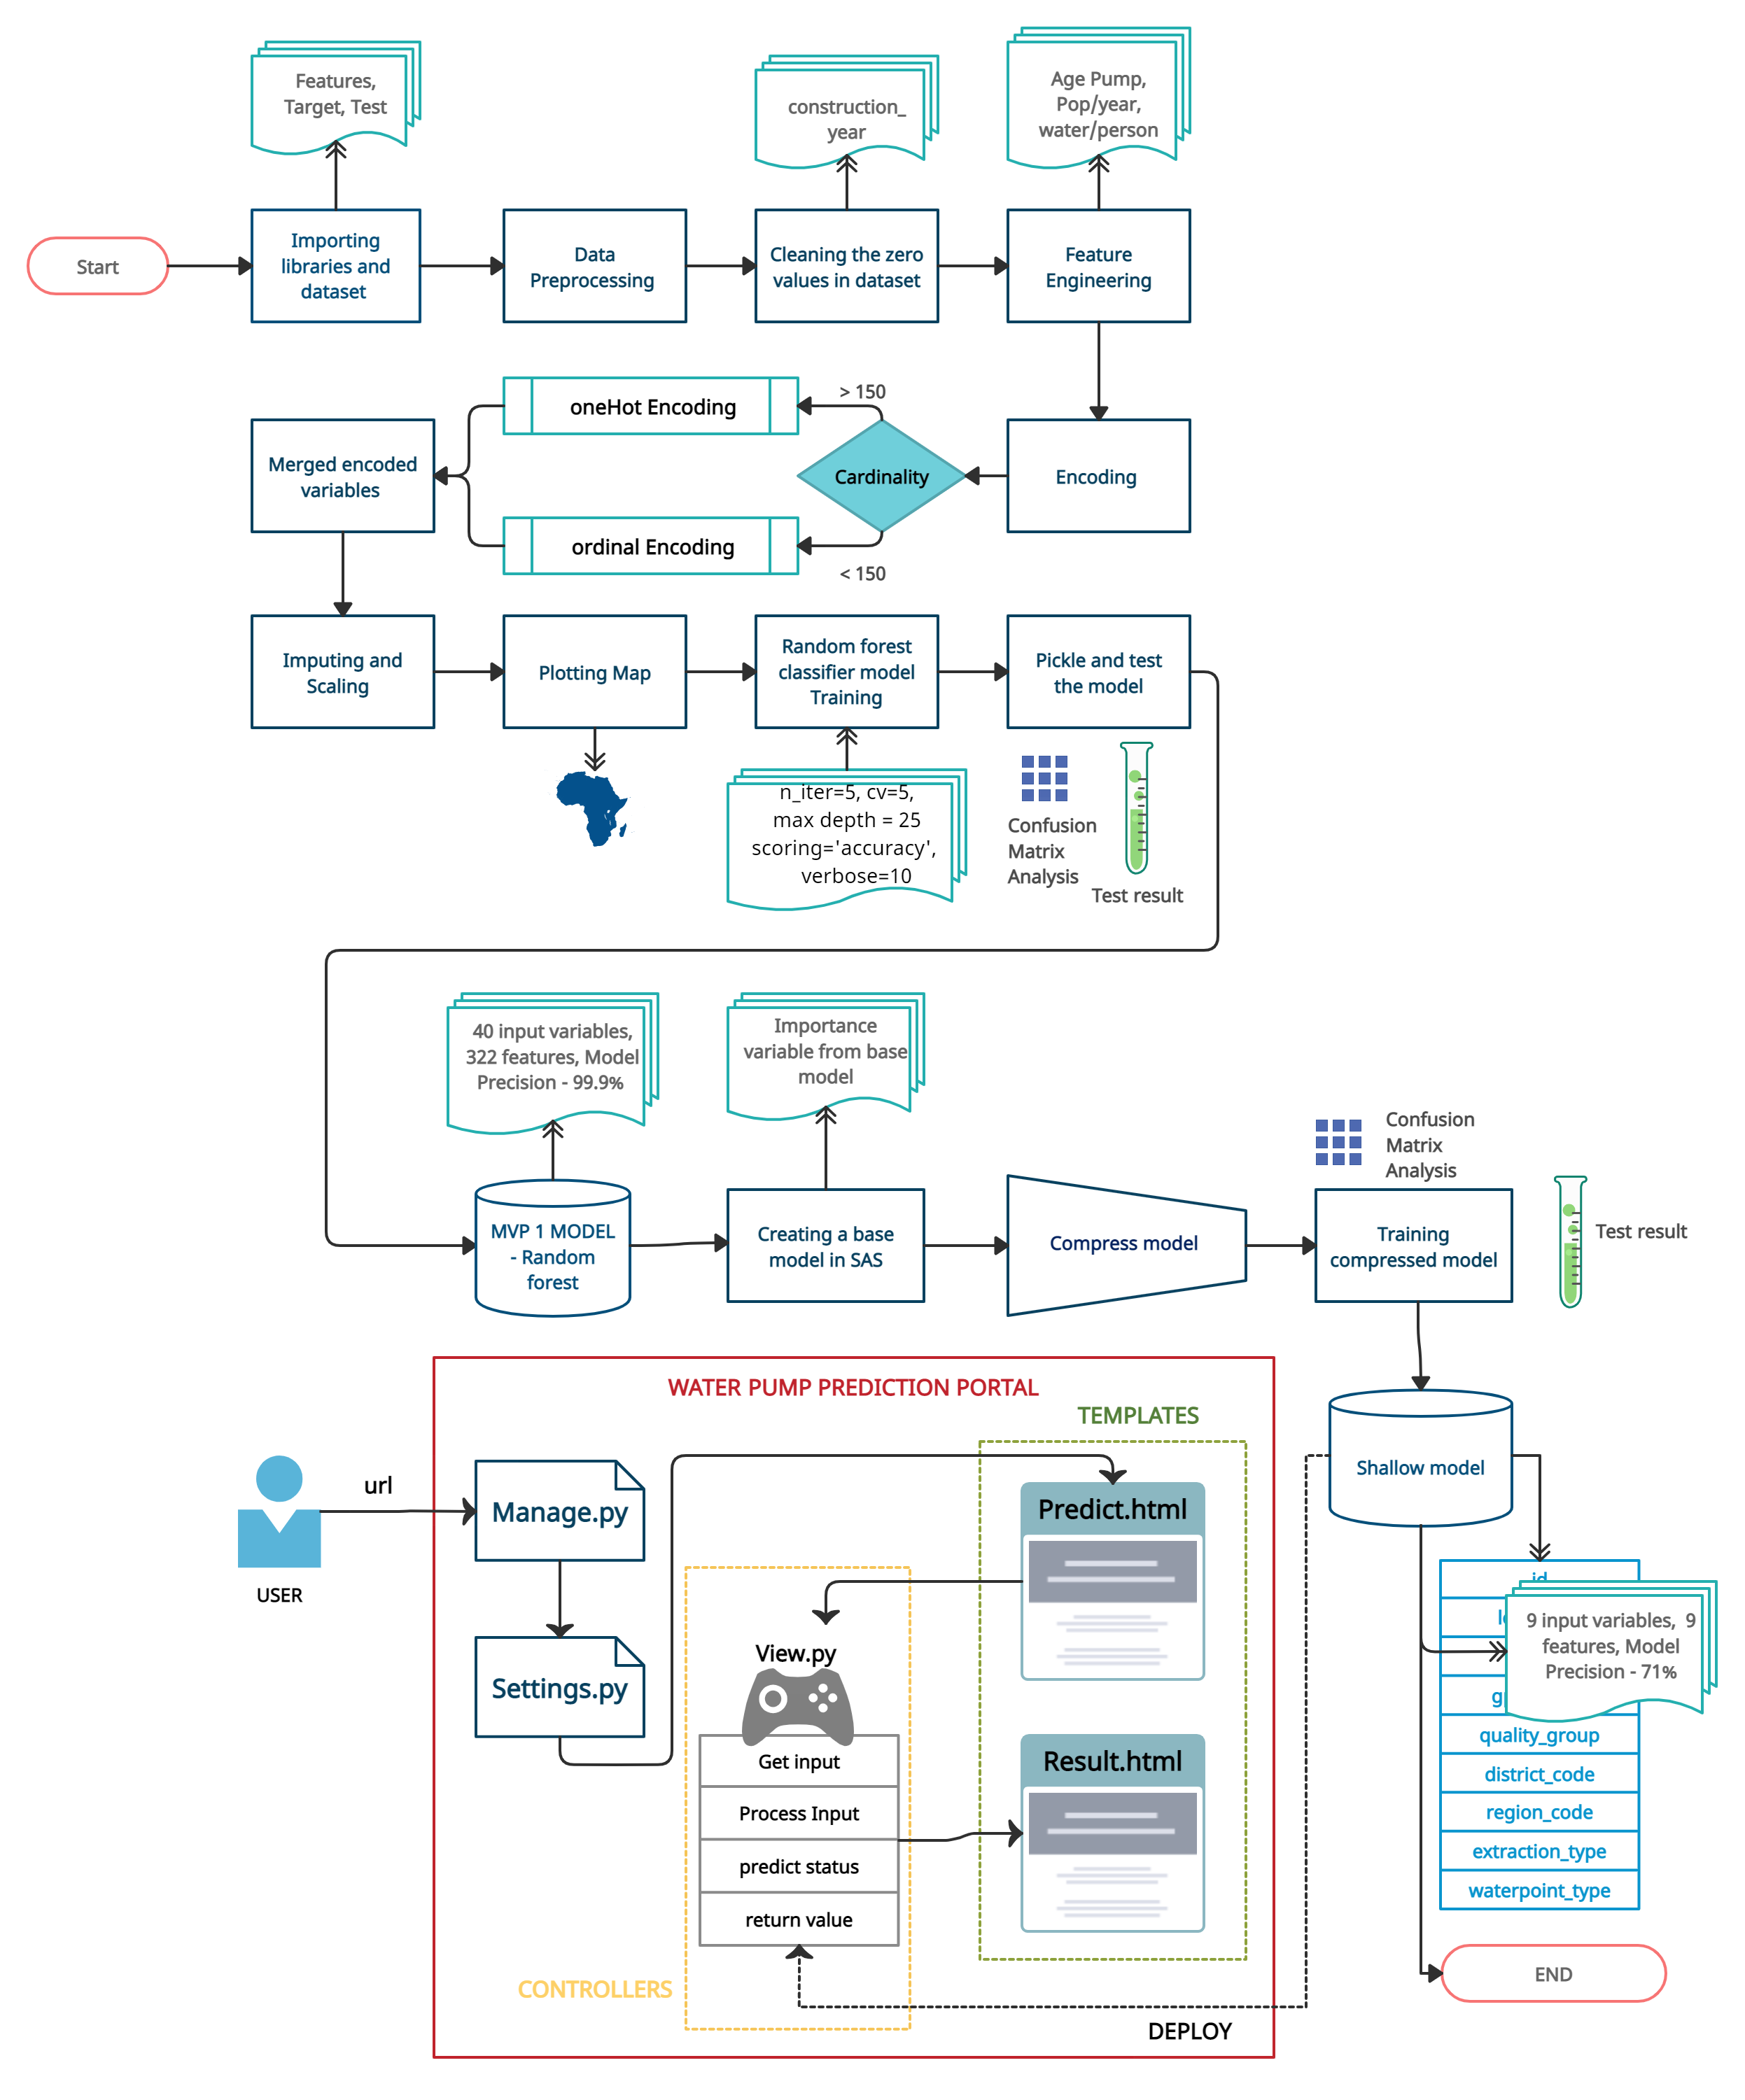 Features,
Target, Test
construction_
year
Age Pump,
Pop/year,
water/person
Start
Importing
libraries and
dataset
Data
Preprocessing
Cleaning the zero
values in dataset
Feature
Engineering
> 150
oneHot Encoding
Merged encoded
variables
Cardinality
Encoding
ordinal Encoding
< 150
Imputing and
Scaling
Plotting Map
Random forest
classifier model
Training
Pickle and test
the model
n_iter=5, cv=5,
max depth = 25
scoring='accuracy',
verbose=10
Confusion
Matrix
Analysis
Test result
40 input variables,
322 features, Model
Precision - 99.9%
Importance
variable from base
model
Confusion
Matrix
Analysis
MVP 1 MODEL
- Random
forest
Creating a base
model in SAS
Compress model
Training
compressed model
Test result
WATER PUMP PREDICTION PORTAL
TEMPLATES
Shallow model
url
Manage.py
Predict.html
USER
View.py
Settings.py
id
9 input variables, 9
features, Model
Precision - 71%
quality_group
district_code
region_code
extraction_type
waterpoint_type
Get input
Process Input
predict status
return value
Result.html
CONTROLLERS
DEPLOY
END